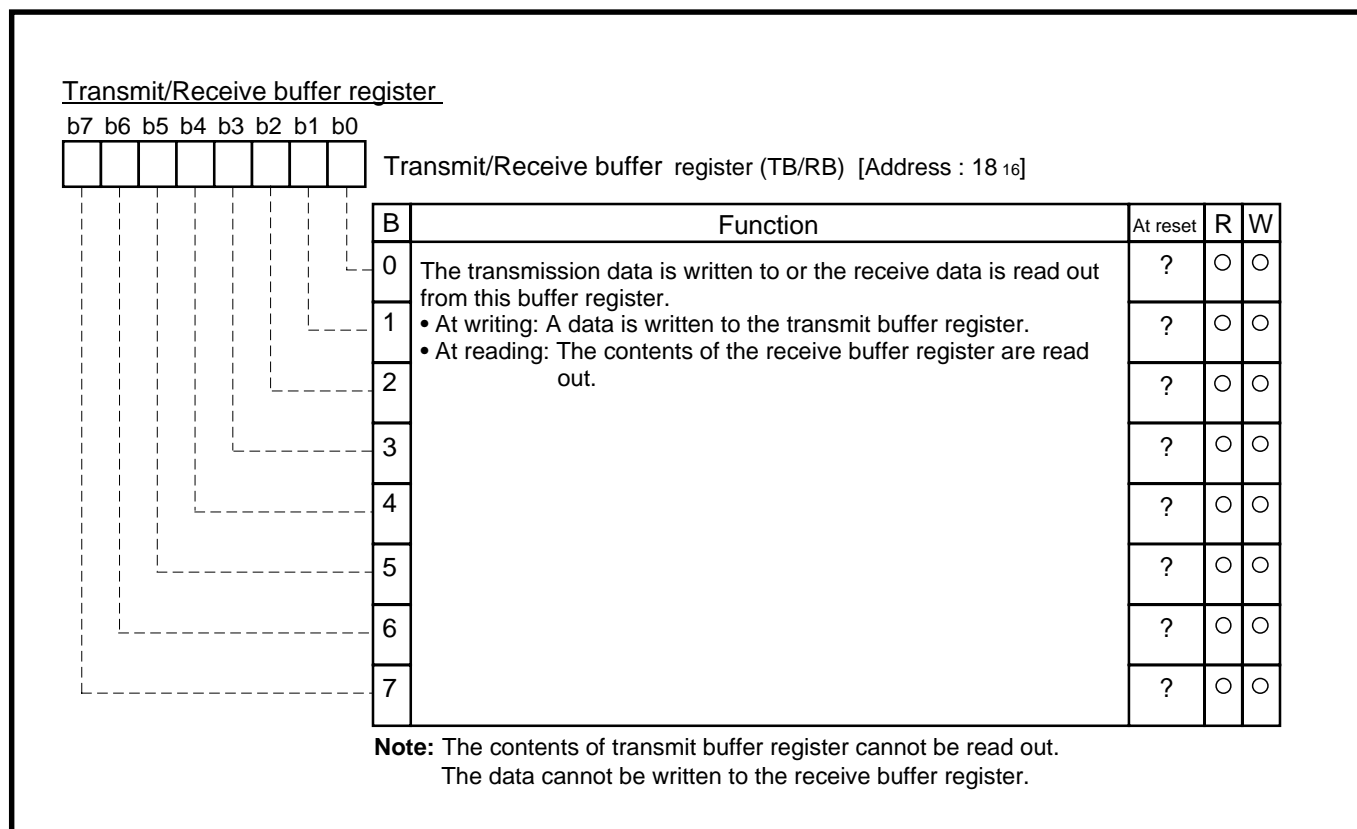 Transmit/Receive buffer register
b7 b6 b5 b4 b3 b2 b1 b0
Transmit/Receive buffer register (TB/RB) [Address : 18 16]
B Function At reset R W
0 The transmission data is written to or the receive data is read out ? ○ ○
from this buffer register.
1 • At writing: A data is written to the transmit buffer register. ? ○ ○
• At reading: The contents of the receive buffer register are read
2 out. ? ○ ○
3 ? ○ ○
4 ? ○ ○
5 ? ○ ○
6 ? ○ ○
7 ? ○ ○
Note: The contents of transmit buffer register cannot be read out.
The data cannot be written to the receive buffer register.